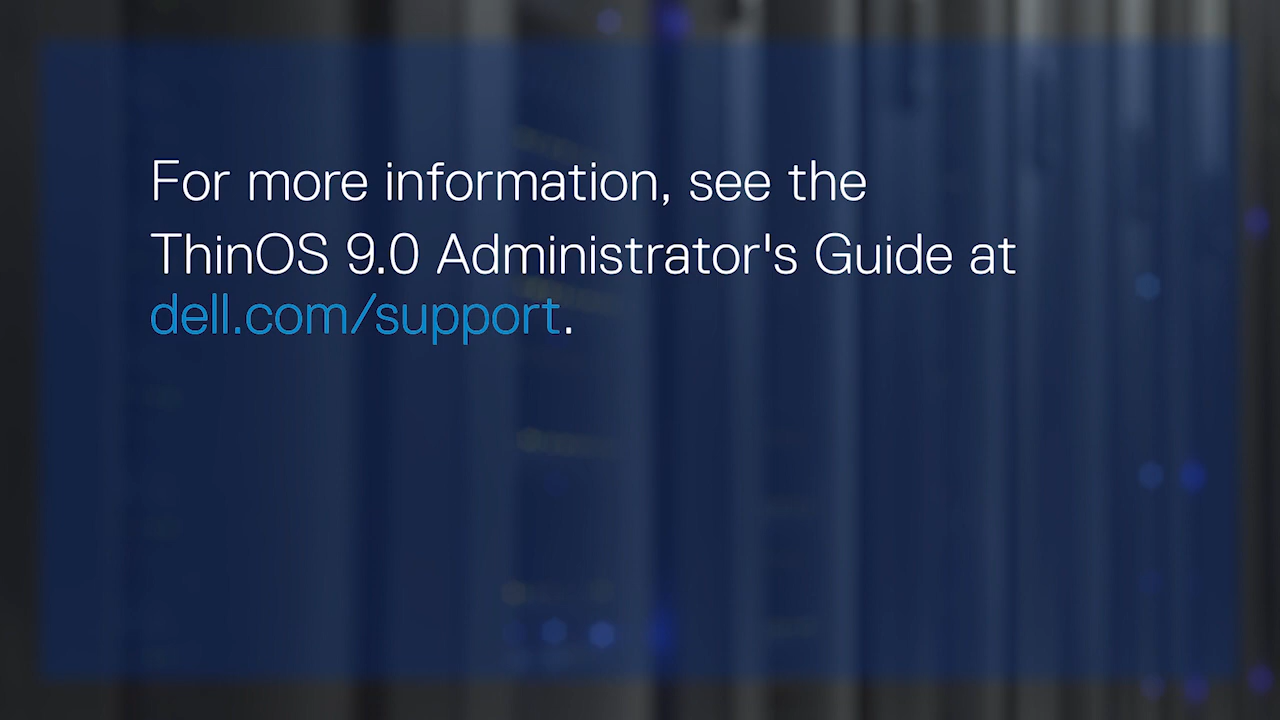 For more information, see the
ThinOS 9.0 Administrator's Guide at
dell.com/support.